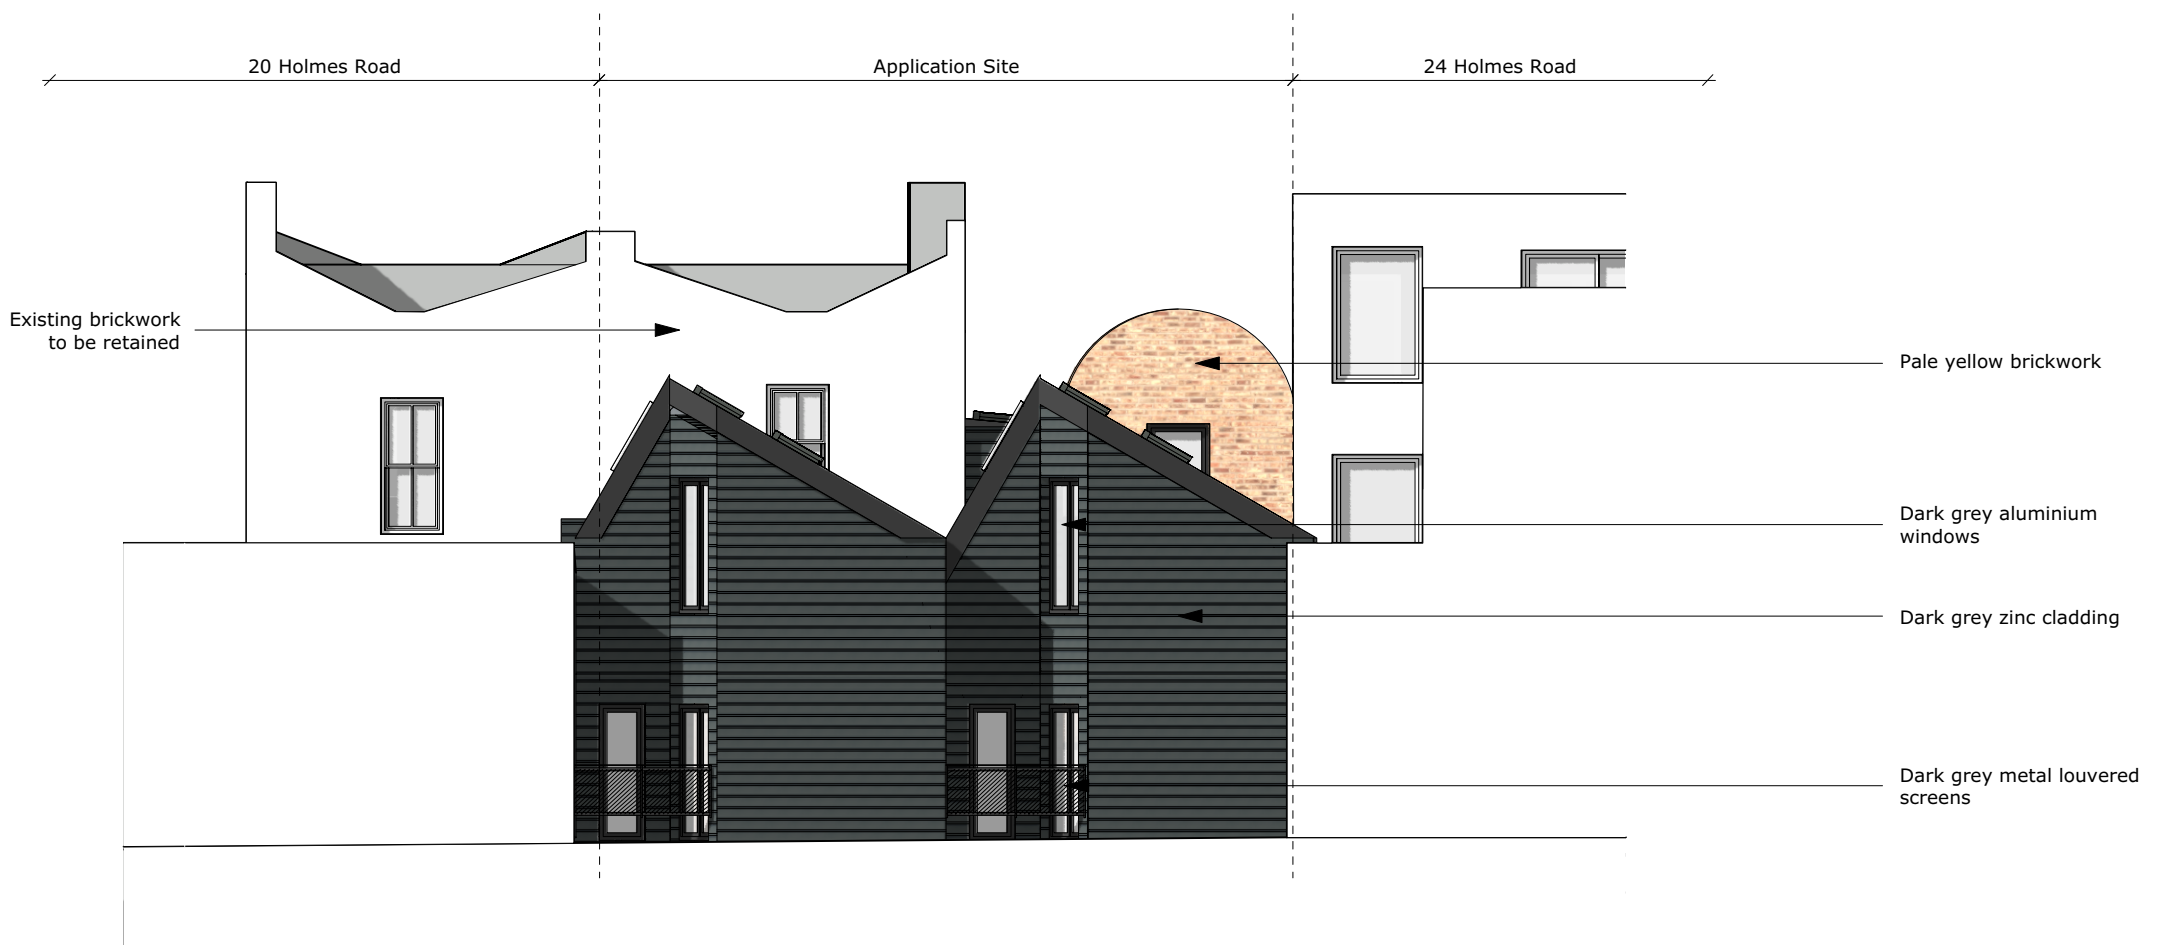 20 Holmes Road
Application Site
24 Holmes Road
Existing brickwork
to be retained
Pale yellow brickwork
Dark grey aluminium
windows
Dark grey zinc cladding
Dark grey metal louvered
screens